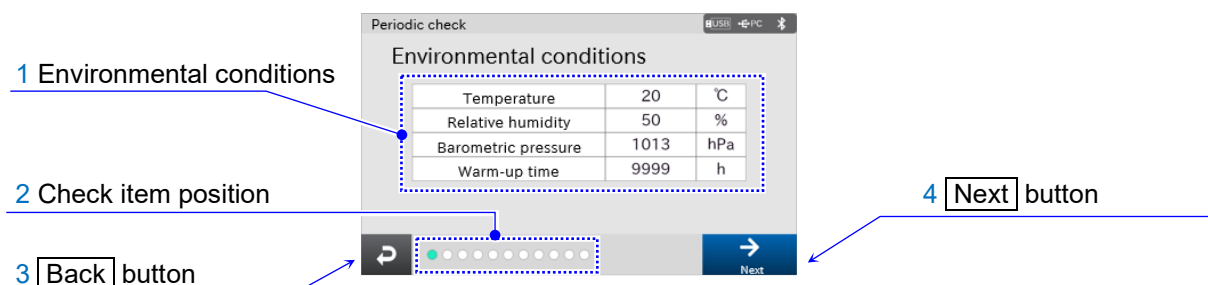 Periodic check
USB PC
Environmental conditions
1 Environmental conditions
Temperature 20 ℃
Relative humidity 50 %
Barometric pressure 1013 hPa
Warm-up time 9999 h
2 Check item position
4 Next button
3 Back button
Next